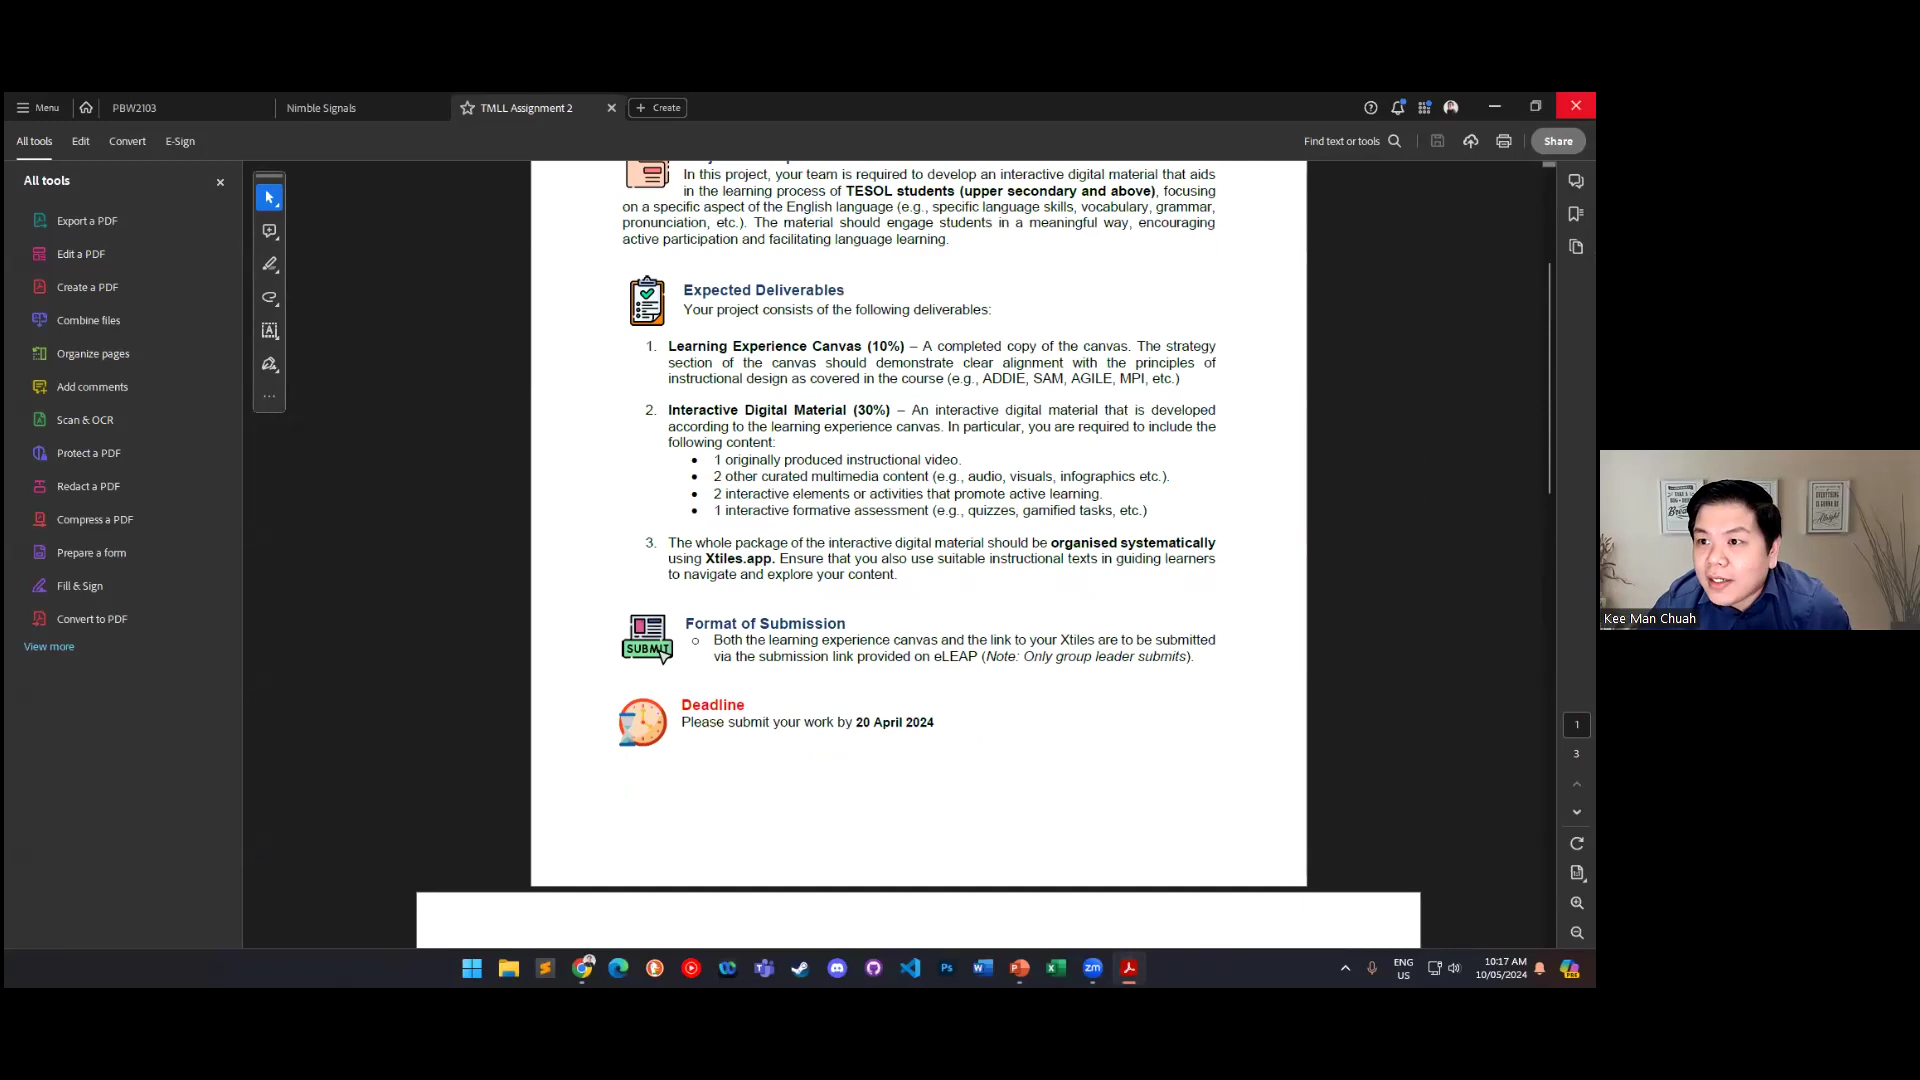 Menu
PBW2103
Nimble Signals
TMLL Assignment 2
Create
All tools
Edit
Convert
E-Sign
Find text or tools
Share
All tools
Export a PDF
Edit a PDF
Create a PDF
Combine files
Organize pages
Add comments
Scan & OCR
Protect a PDF
Redact a PDF
Compress a PDF
Prepare a form
Fill & Sign
Convert to PDF
View more
In this project, your team is required to develop an interactive digital material that aids
in the learning process of TESOL students (upper secondary and above), focusing
on a specific aspect of the English language (e.g., specific language skills, vocabulary, grammar,
pronunciation, etc.). The material should engage students in a meaningful way, encouraging
active participation and facilitating language learning.
Expected Deliverables
Your project consists of the following deliverables:
1. Learning Experience Canvas (10%) – A completed copy of the canvas. The strategy
section of the canvas should demonstrate clear alignment with the principles of
instructional design as covered in the course (e.g., ADDIE, SAM, AGILE, MPI, etc.)
2. Interactive Digital Material (30%) – An interactive digital material that is developed
according to the learning experience canvas. In particular, you are required to include the
following content:
• 1 originally produced instructional video.
• 2 other curated multimedia content (e.g., audio, visuals, infographics etc.).
• 2 interactive elements or activities that promote active learning.
• 1 interactive formative assessment (e.g., quizzes, gamified tasks, etc.)
3. The whole package of the interactive digital material should be organised systematically
using Xtiles.app. Ensure that you also use suitable instructional texts in guiding learners
to navigate and explore your content.
SUBMIT
Format of Submission
o Both the learning experience canvas and the link to your Xtiles are to be submitted
via the submission link provided on eLEAP (Note: Only group leader submits).
Deadline
Please submit your work by 20 April 2024
1
3
ENG
US
10:17 AM
10/05/2024
Kee Man Chuah